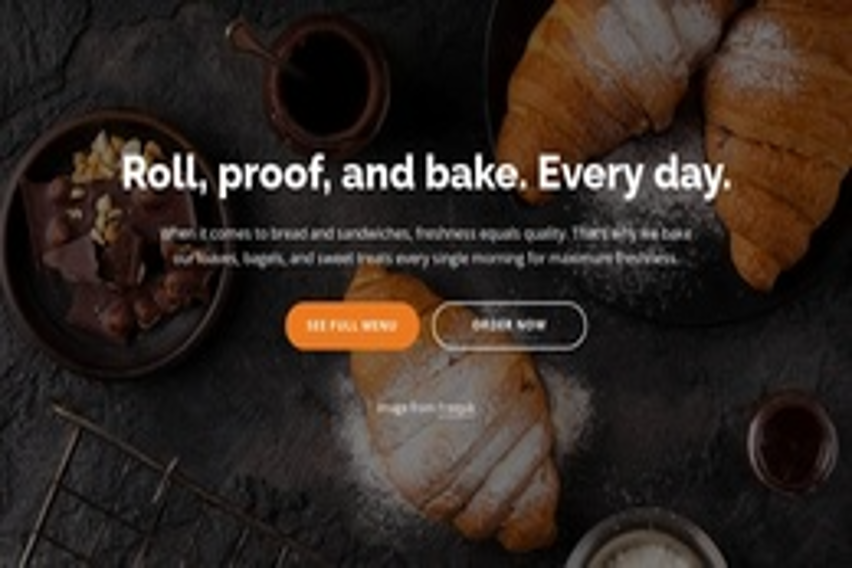 Roll, proof, and bake. Every day.
When it comes to bread and sandwiches, freshness equals quality. That's why we bake
our loaves, bagels, and sweet treats every single morning for maximum freshness.
SEE FULL MENU
ORDER NOW
Image from Freepik